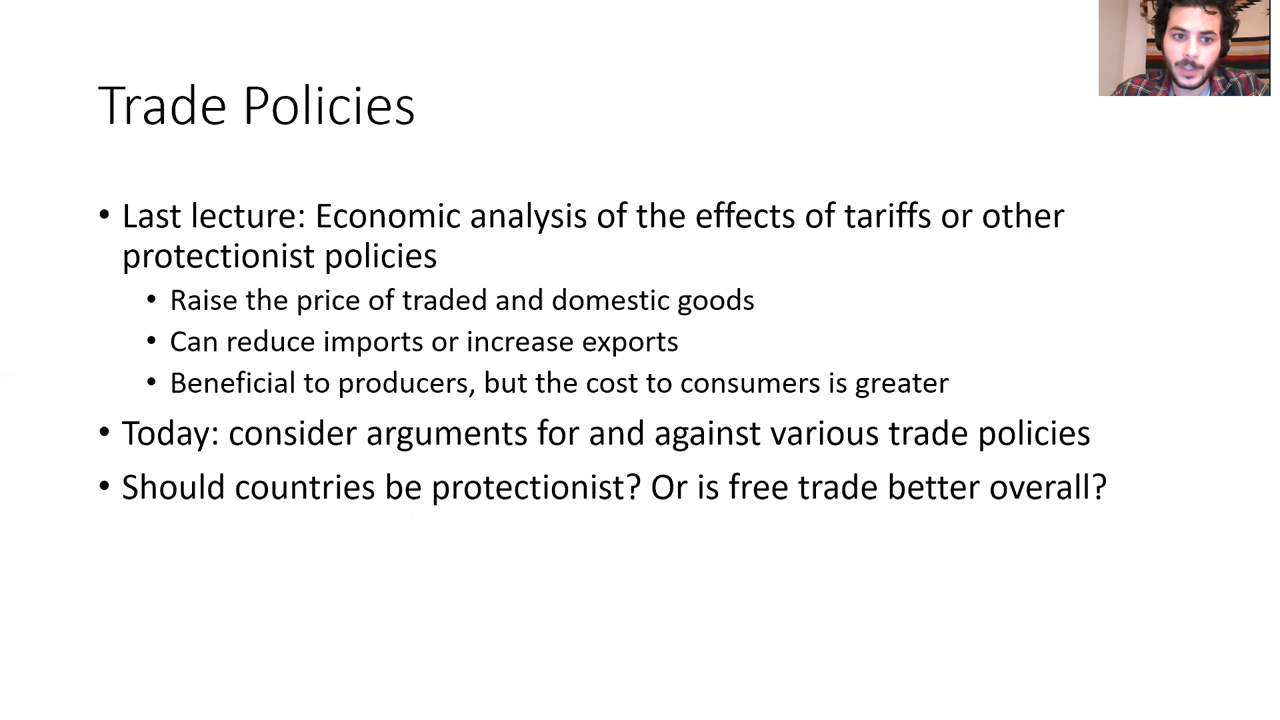 Trade Policies
• Last lecture: Economic analysis of the effects of tariffs or other
protectionist policies
• Raise the price of traded and domestic goods
• Can reduce imports or increase exports
• Beneficial to producers, but the cost to consumers is greater
• Today: consider arguments for and against various trade policies
• Should countries be protectionist? Or is free trade better overall?